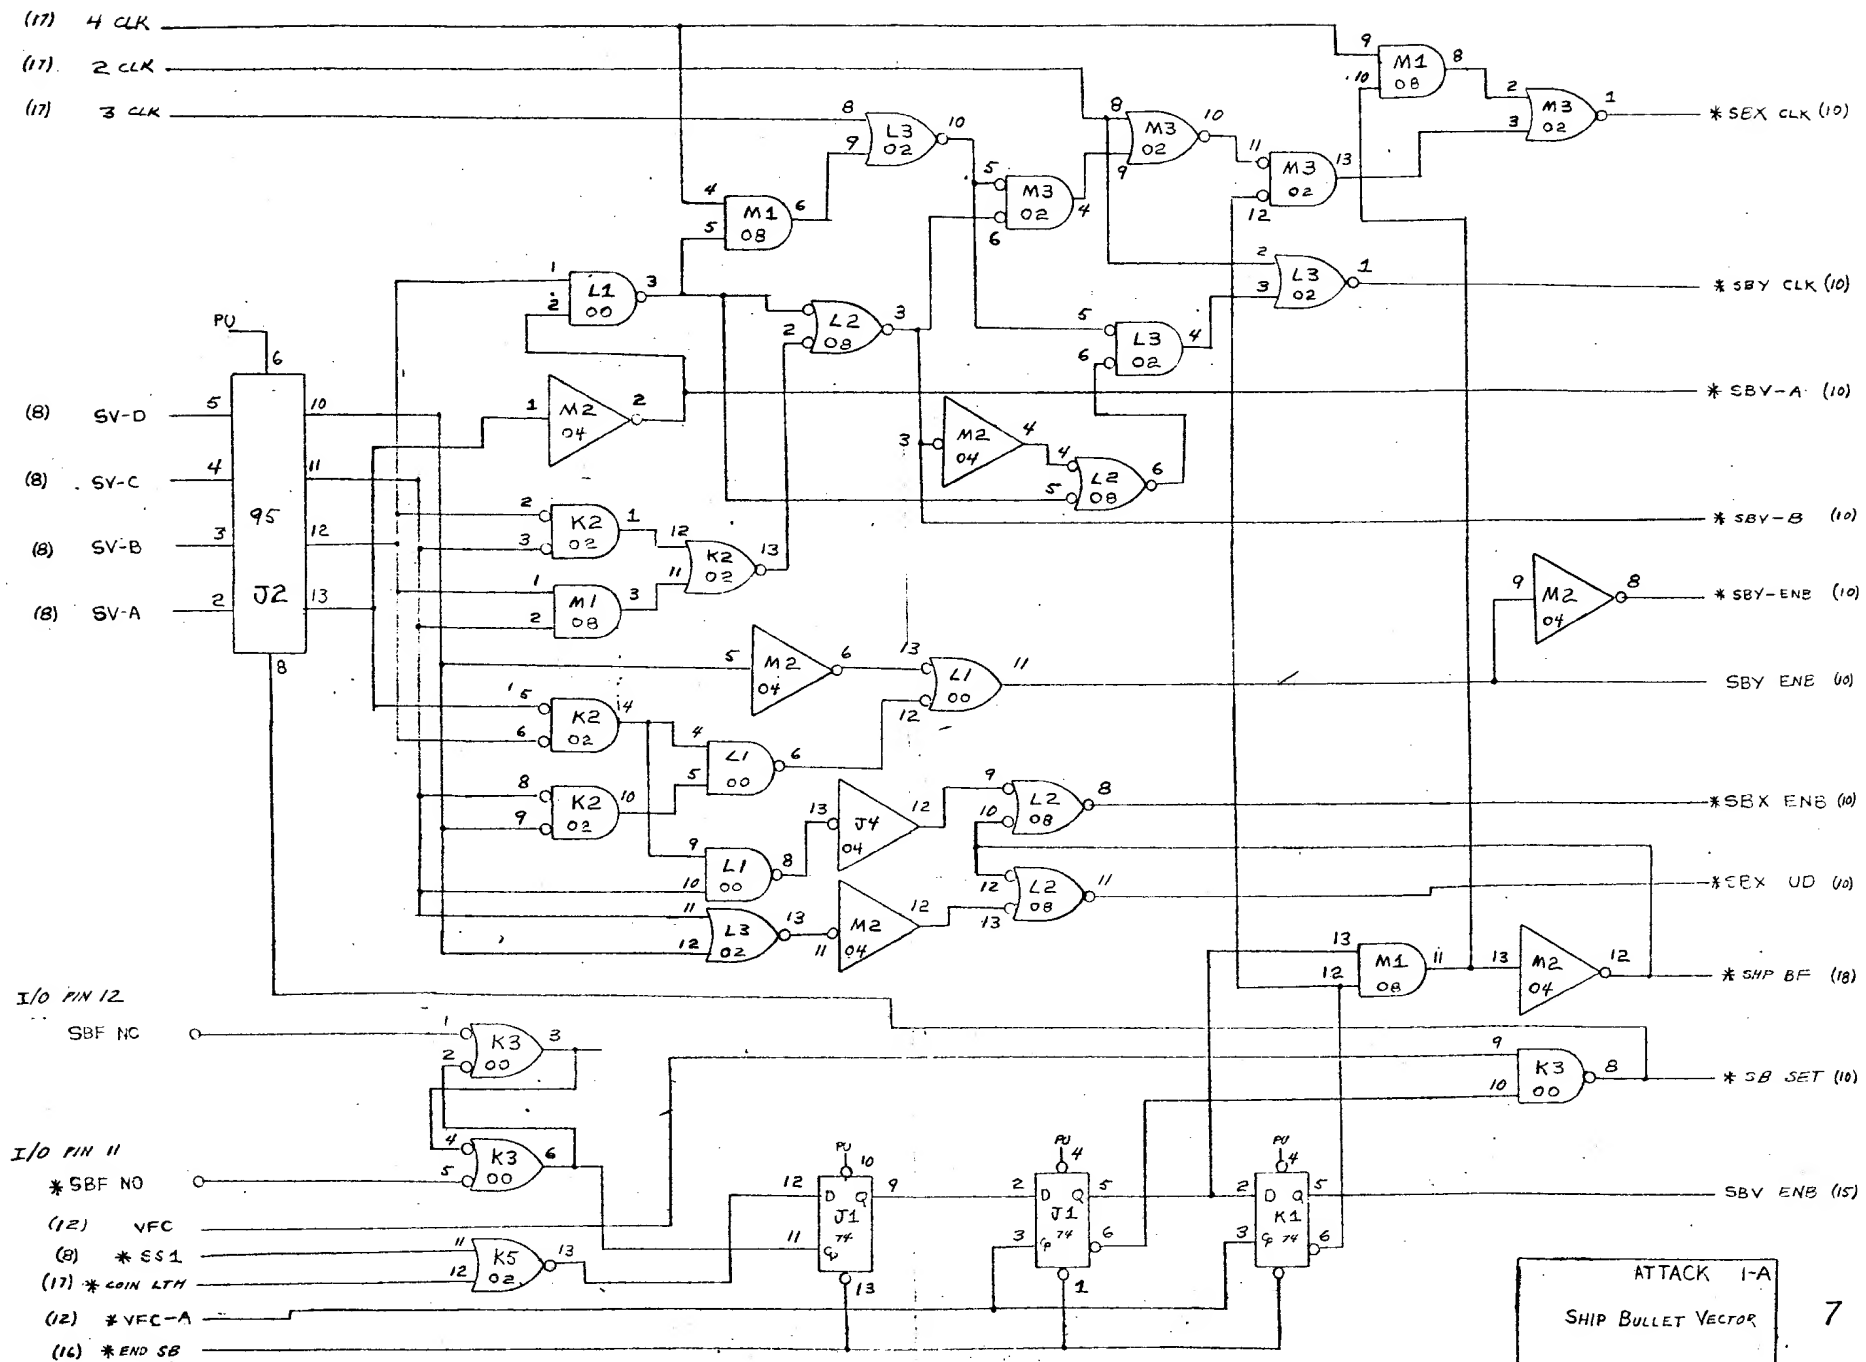 (17) 4 CLK
(17) 2 CLK
(17) 3 CLK
9
10
M1
08
8
2
3
M3
02
1
* SEX CLK (10)
8
9
L3
02
10
8
9
M3
02
10
11
12
M3
02
13
5
6
M3
02
4
4
5
M1
08
6
1
2
L1
00
3
2
L2
08
3
2
3
L3
02
1
* SBY CLK (10)
5
6
L3
02
4
PU
6
* SBV-A (10)
(8) SV-D 5
10
(8) SV-C 4
11
(8) SV-B 3
12
(8) SV-A 2
13
95
J2
8
1
M2
04
2
3
M2
04
4
4
5
L2
08
6
* SBV-B (10)
2
3
K2
02
1
12
11
K2
02
13
1
2
M1
08
3
9
M2
04
8
* SBY-ENB (10)
5
M2
04
6
13
12
L1
00
11
SBY ENB (10)
5
6
K2
02
4
4
5
L1
00
6
8
9
K2
02
10
13
J4
04
12
9
10
L2
08
8
* SBX ENB (10)
9
10
L1
00
8
12
13
L2
08
11
* SBX UD (10)
11
12
L3
02
13
11
M2
04
12
13
12
M1
08
11
13
M2
04
12
* SHP BF (18)
I/O PIN 12
SBF NC
1
2
K3
00
3
9
10
K3
00
8
* SB SET (10)
I/O PIN 11
* SBF NO
4
5
K3
00
6
PU
10
12
D Q
J1
74
CP
11
9
13
PU
4
2
D Q
J1
74
CP
3
5
6
1
PU
4
2
D Q
K1
74
CP
3
5
6
SBV ENB (15)
(12) VFC
(8) * SS1
(17) * COIN LTH
11
12
K5
02
13
(12) * VFC-A
(16) * END SB
ATTACK 1-A
SHIP BULLET VECTOR
7